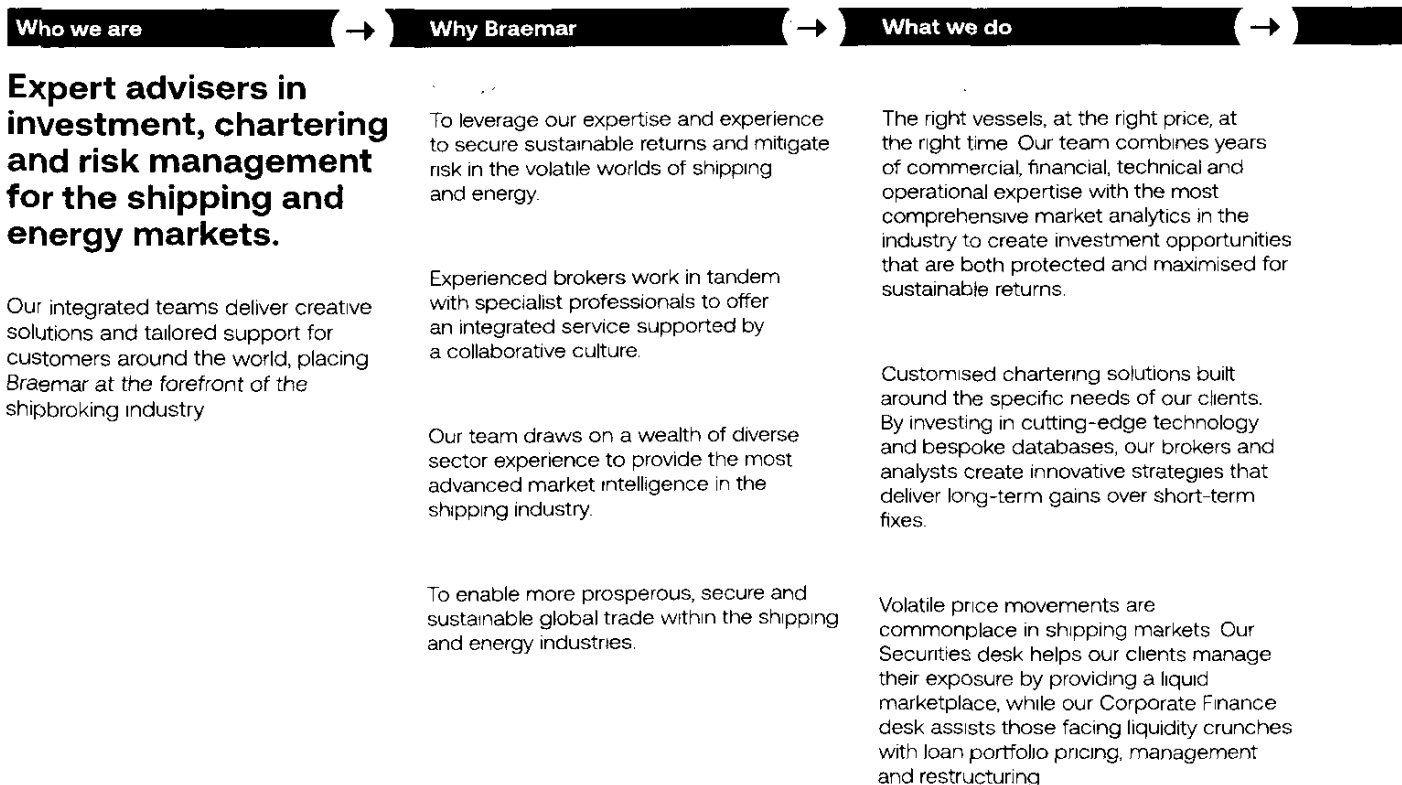 Who we are
Expert advisers in
investment, chartering
and risk management
for the shipping and
energy markets.
Our integrated teams deliver creative
solutions and tailored support for
customers around the world, placing
Braemar at the forefront of the
shipbroking industry
Why Braemar
To leverage our expertise and experience
to secure sustainable returns and mitigate
risk in the volatile worlds of shipping
and energy.
Experienced brokers work in tandem
with specialist professionals to offer
an integrated service supported by
a collaborative culture.
Our team draws on a wealth of diverse
sector experience to provide the most
advanced market intelligence in the
shipping industry.
To enable more prosperous, secure and
sustainable global trade within the shipping
and energy industries.
What we do
The right vessels, at the right price, at
the right time Our team combines years
of commercial, financial, technical and
operational expertise with the most
comprehensive market analytics in the
industry to create investment opportunities
that are both protected and maximised for
sustainable returns.
Customised chartering solutions built
around the specific needs of our clients.
By investing in cutting-edge technology
and bespoke databases, our brokers and
analysts create innovative strategies that
deliver long-term gains over short-term
fixes.
Volatile price movements are
commonplace in shipping markets Our
Securities desk helps our clients manage
their exposure by providing a liquid
marketplace, while our Corporate Finance
desk assists those facing liquidity crunches
with loan portfolio pricing, management
and restructuring